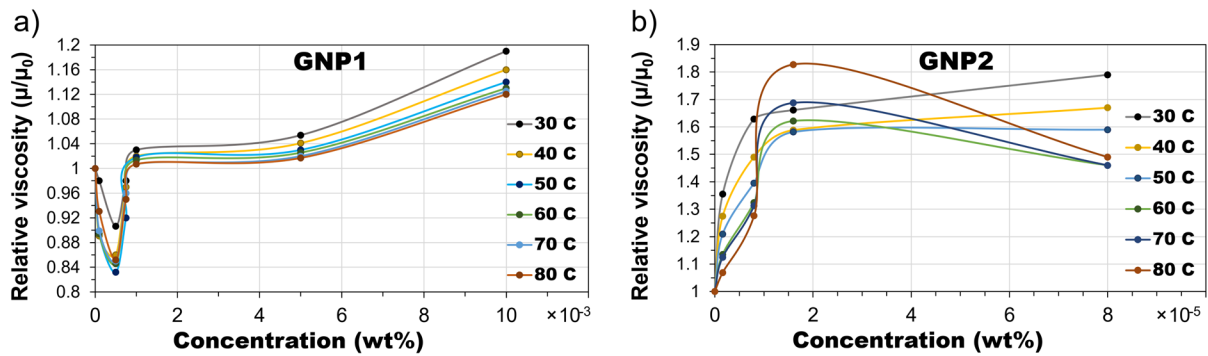 a)
GNP1
Relative viscosity (μ/μ₀)
1.2
1.16
1.12
1.08
1.04
1
0.96
0.92
0.88
0.84
0.8
0 2 4 6 8 10 ×10⁻³
Concentration (wt%)
30 C
40 C
50 C
60 C
70 C
80 C
b)
GNP2
Relative viscosity (μ/μ₀)
1.9
1.8
1.7
1.6
1.5
1.4
1.3
1.2
1.1
1
0 2 4 6 8 ×10⁻⁵
Concentration (wt%)
30 C
40 C
50 C
60 C
70 C
80 C